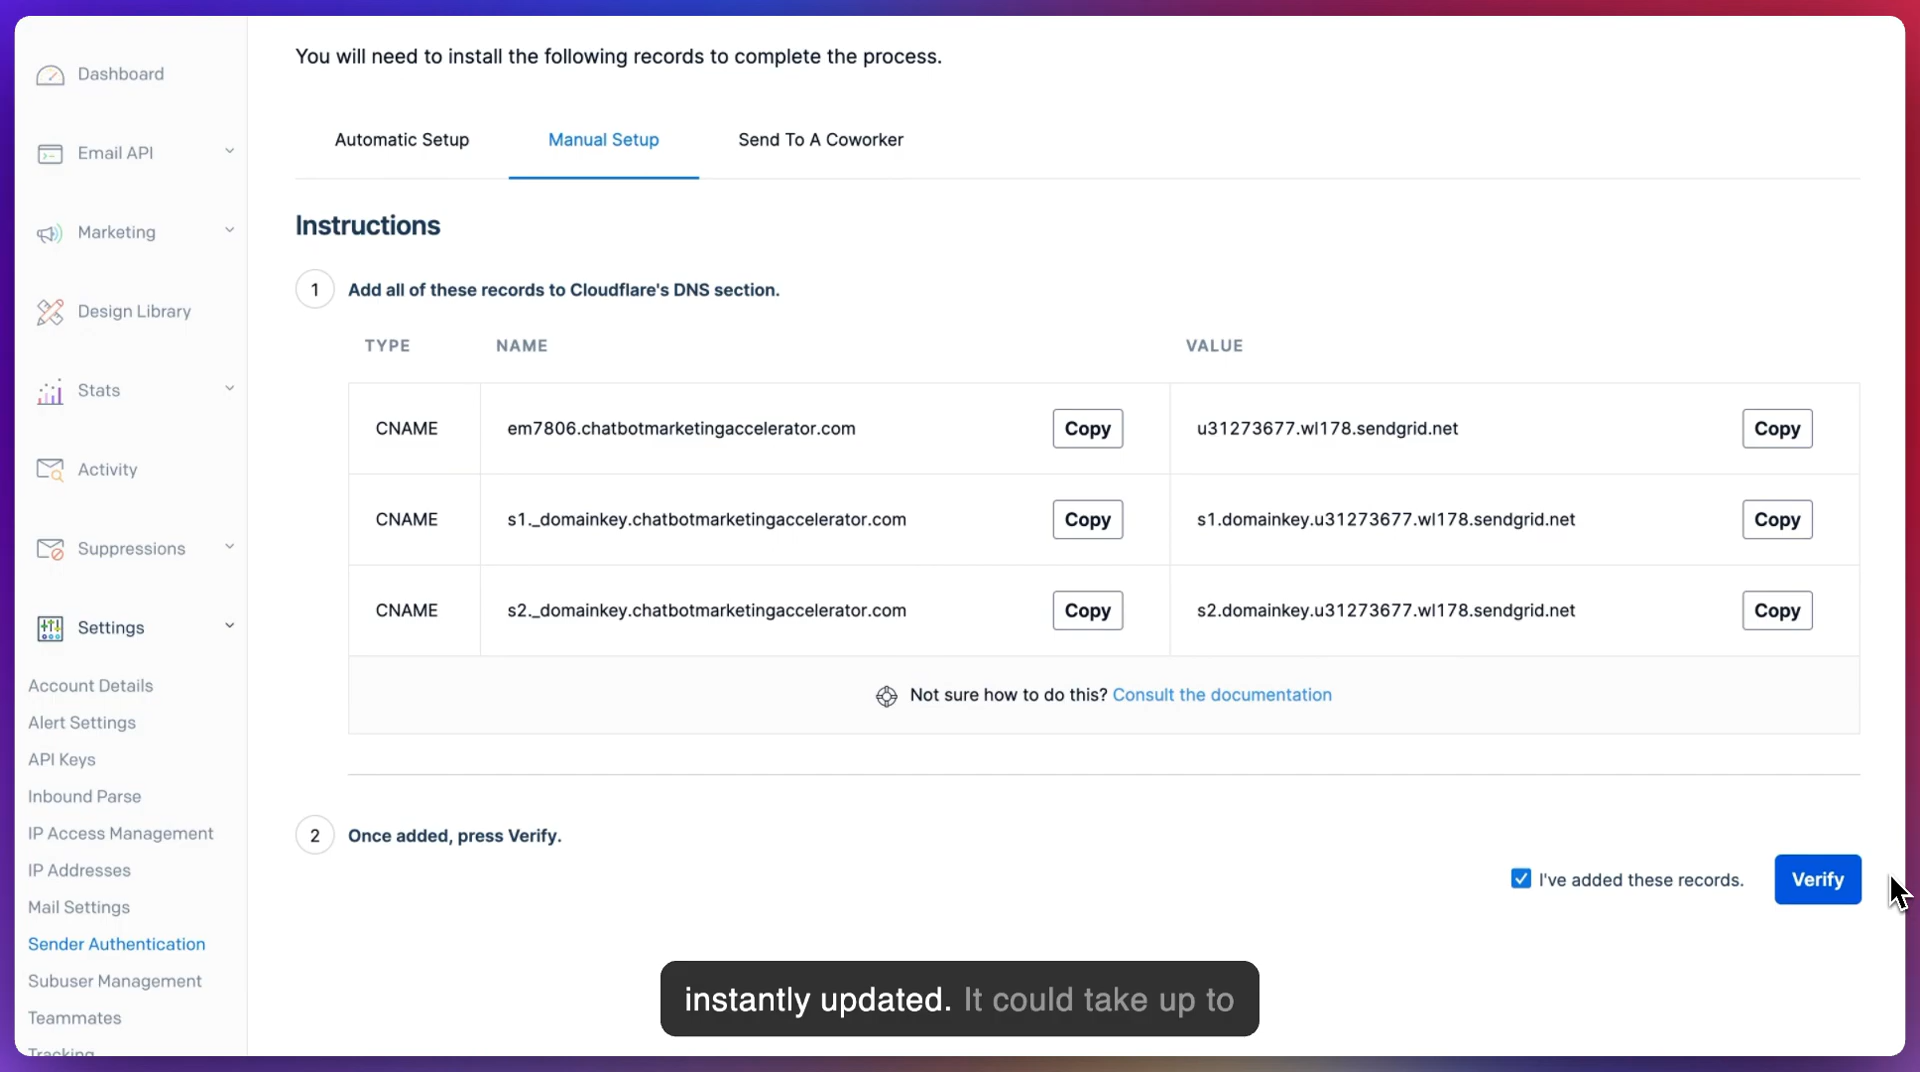 You will need to install the following records to complete the process.
Dashboard
Email API
Marketing
Design Library
Stats
Activity
Suppressions
Settings
Account Details
Alert Settings
API Keys
Inbound Parse
IP Access Management
IP Addresses
Mail Settings
Sender Authentication
Subuser Management
Teammates
Tracking
Automatic Setup Manual Setup Send To A Coworker
Instructions
1 Add all of these records to Cloudflare's DNS section.
TYPE NAME VALUE
CNAME em7806.chatbotmarketingaccelerator.com Copy u31273677.wl178.sendgrid.net Copy
CNAME s1._domainkey.chatbotmarketingaccelerator.com Copy s1.domainkey.u31273677.wl178.sendgrid.net Copy
CNAME s2._domainkey.chatbotmarketingaccelerator.com Copy s2.domainkey.u31273677.wl178.sendgrid.net Copy
Not sure how to do this? Consult the documentation
2 Once added, press Verify.
I've added these records. Verify
instantly updated. It could take up to